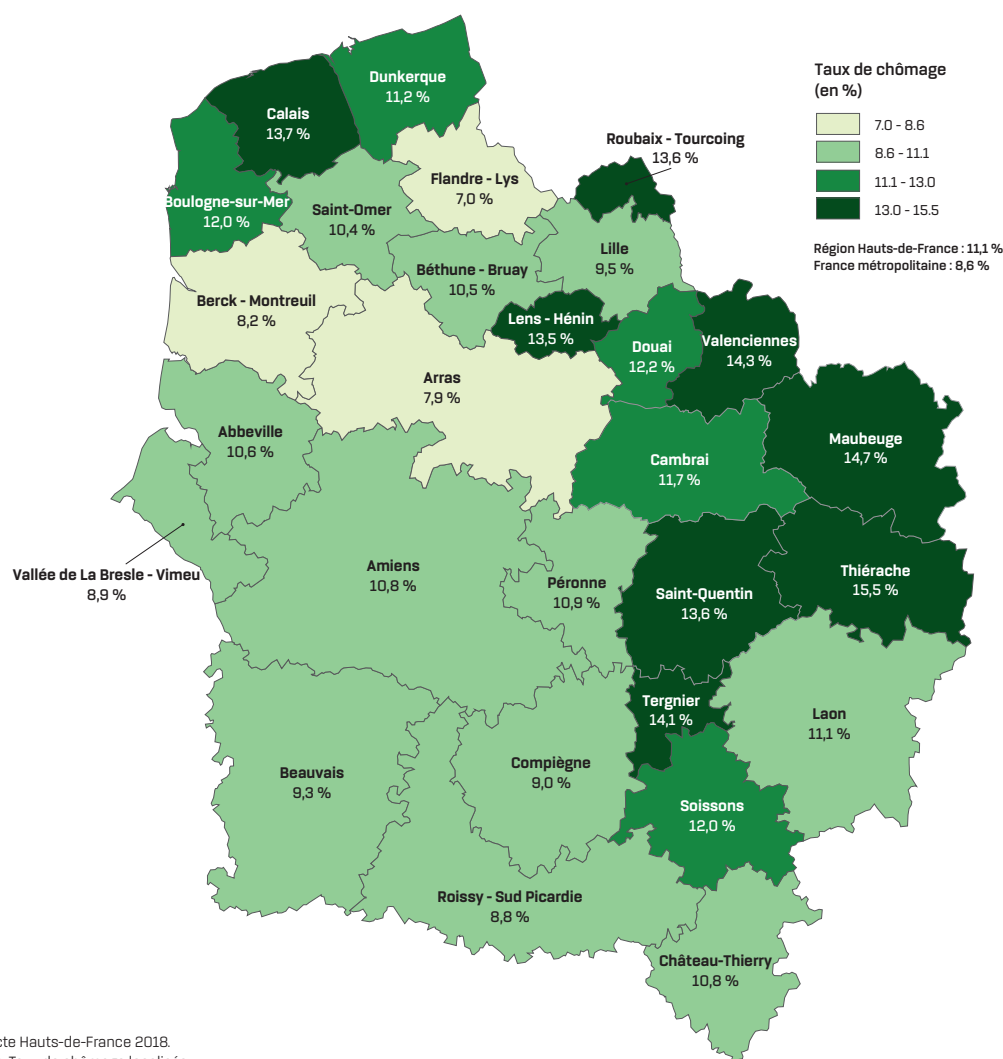 Dunkerque
11,2 %
Calais
13,7 %
Taux de chômage
(en %)
7.0 - 8.6
8.6 - 11.1
11.1 - 13.0
13.0 - 15.5
Région Hauts-de-France : 11,1 %
France métropolitaine : 8,6 %
Roubaix - Tourcoing
13,6 %
Flandre - Lys
7,0 %
Boulogne-sur-Mer
12,0 %
Saint-Omer
10,4 %
Lille
9,5 %
Béthune - Bruay
10,5 %
Berck - Montreuil
8,2 %
Lens - Hénin
13,5 %
Douai
12,2 %
Valenciennes
14,3 %
Arras
7,9 %
Abbeville
10,6 %
Maubeuge
14,7 %
Cambrai
11,7 %
Vallée de La Bresle - Vimeu
8,9 %
Amiens
10,8 %
Péronne
10,9 %
Saint-Quentin
13,6 %
Thiérache
15,5 %
Tergnier
14,1 %
Laon
11,1 %
Beauvais
9,3 %
Compiègne
9,0 %
Soissons
12,0 %
Roissy - Sud Picardie
8,8 %
Château-Thierry
10,8 %
Hauts-de-France 2018.